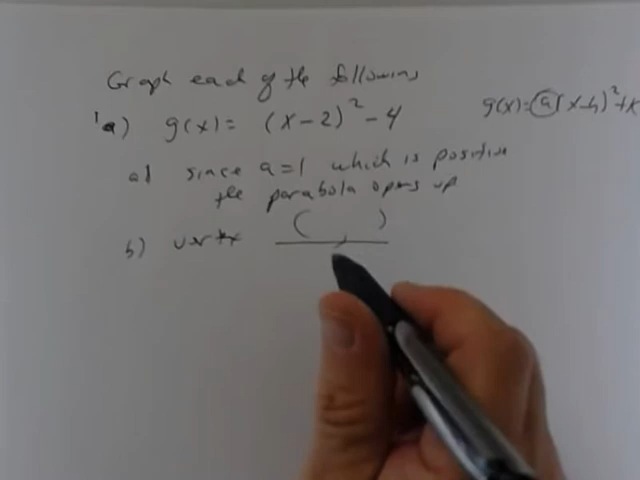 Graph each of the following
1a) g(x) = (x-2)² - 4
g(x) = a(x-h)² + k
a) since a=1 which is positive
the parabola opens up
b) vertex ( , )